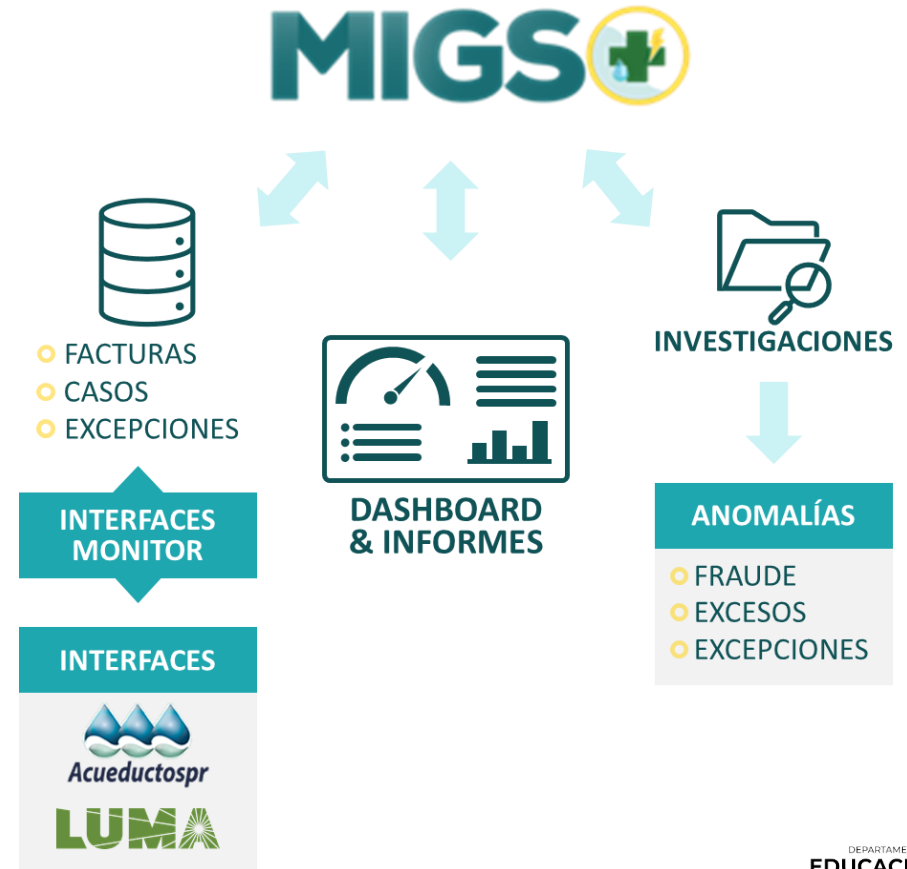 MIGS
FACTURAS
CASOS
EXCEPCIONES
INTERFACES
MONITOR
INTERFACES
Acueductospr
LUMA
DASHBOARD
& INFORMES
INVESTIGACIONES
ANOMALÍAS
FRAUDE
EXCESOS
EXCEPCIONES